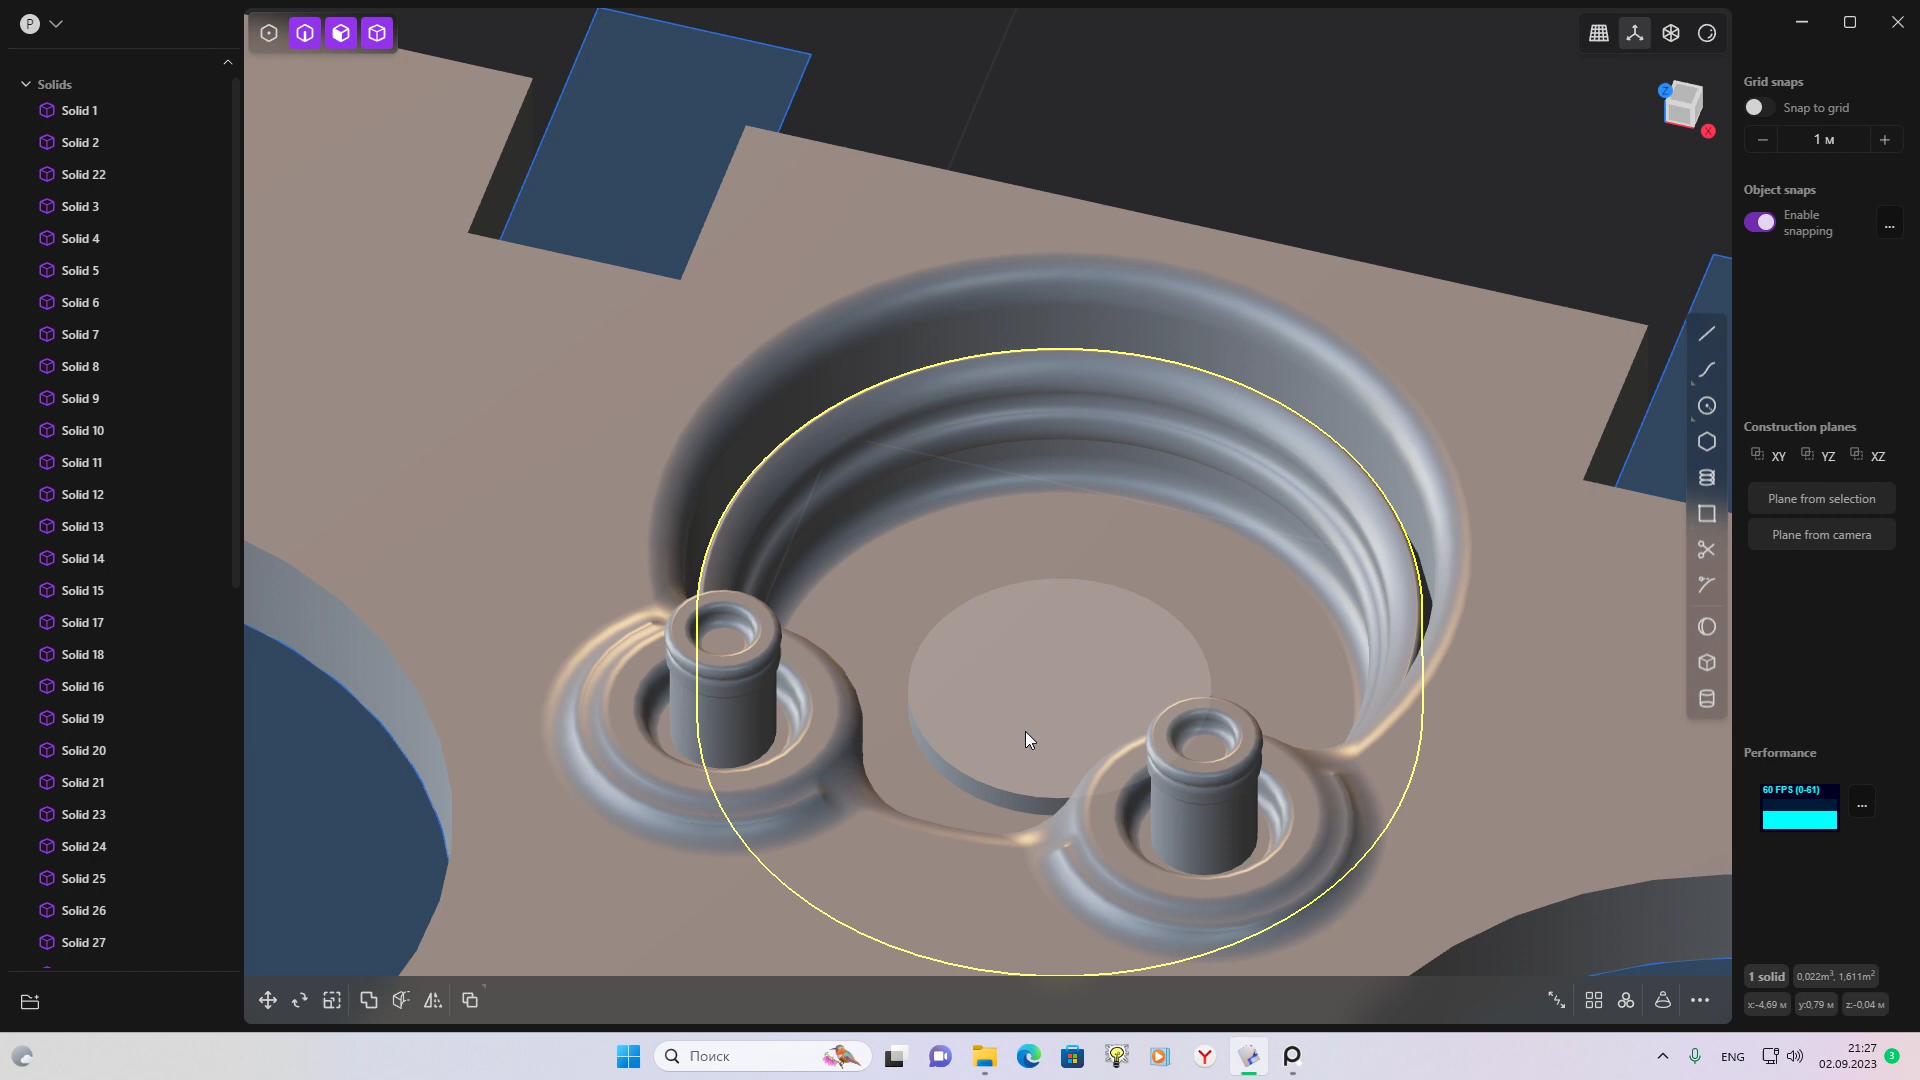 P
Solids
Solid 1
Solid 2
Solid 22
Solid 3
Solid 4
Solid 5
Solid 6
Solid 7
Solid 8
Solid 9
Solid 10
Solid 11
Solid 12
Solid 13
Solid 14
Solid 15
Solid 17
Solid 18
Solid 16
Solid 19
Solid 20
Solid 21
Solid 23
Solid 24
Solid 25
Solid 26
Solid 27
Z
X
Grid snaps
Snap to grid
1 м
Object snaps
Enable
snapping
...
Construction planes
XY YZ XZ
Plane from selection
Plane from camera
Performance
60 FPS (0-61)
...
1 solid 0,022m³, 1,611m²
x:-4,69 м y:0,79 м z:-0,04 м
Поиск
ENG
21:27
02.09.2023
3